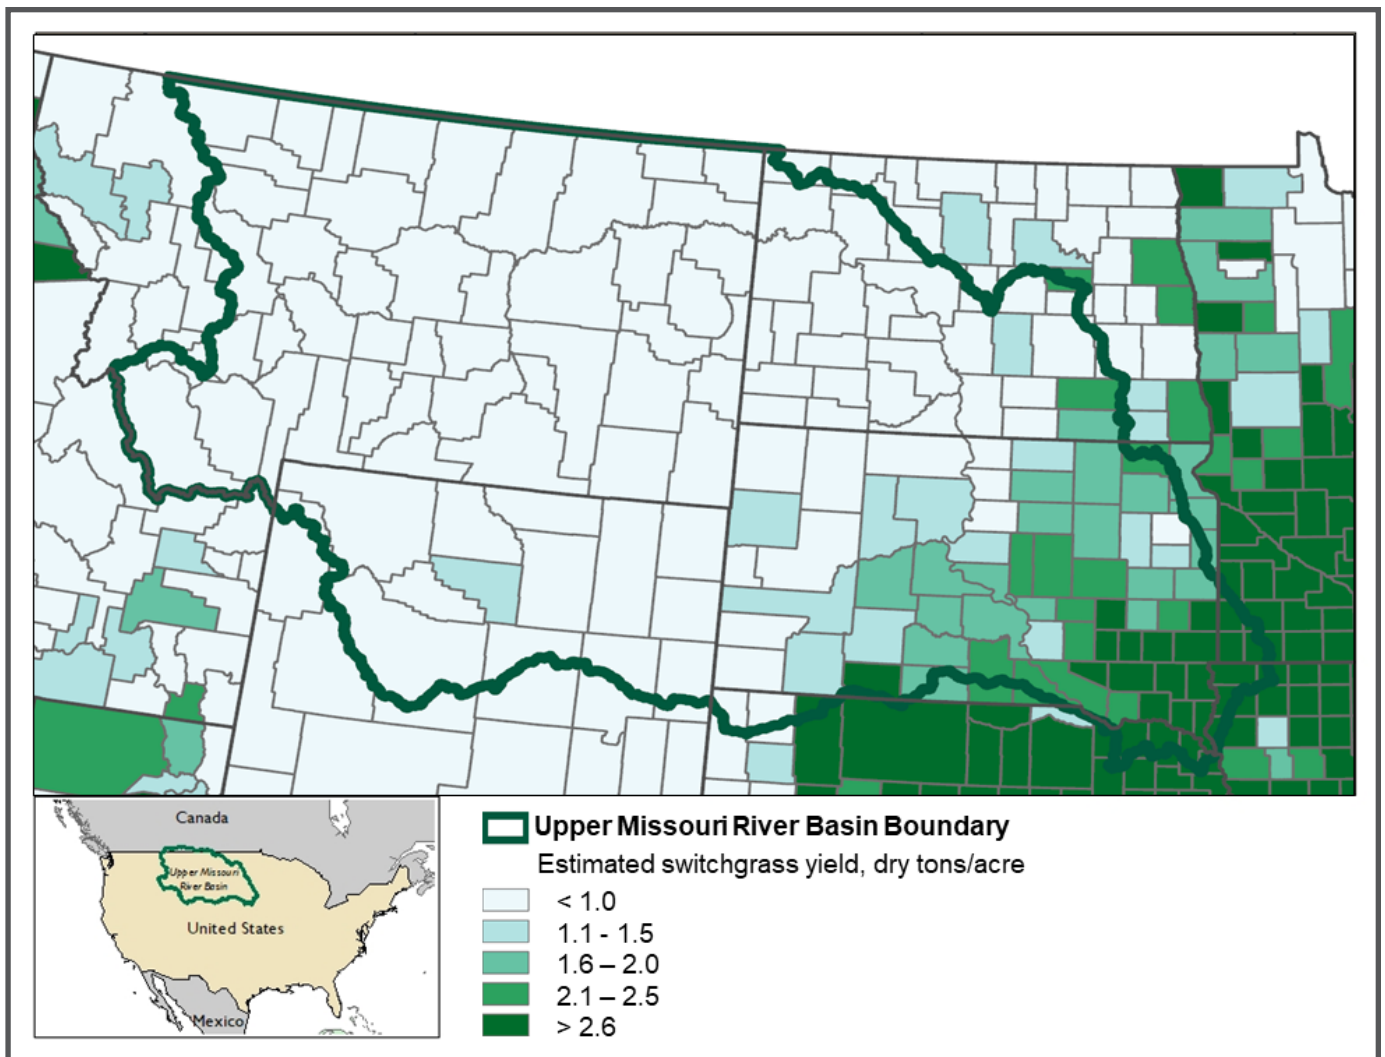 Canada
Upper Missouri
River Basin
United States
Mexico
Upper Missouri River Basin Boundary
Estimated switchgrass yield, dry tons/acre
< 1.0
1.1 - 1.5
1.6 – 2.0
2.1 – 2.5
> 2.6